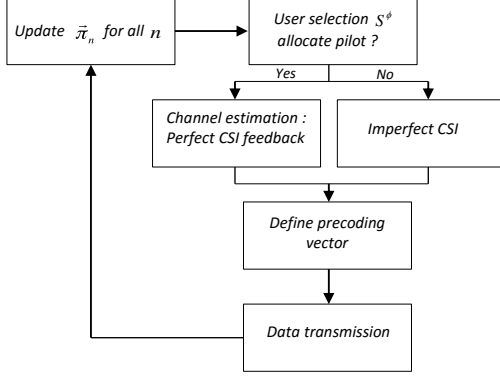 Update π⃗ₙ for all n
User selection S^ϕ
allocate pilot ?
Yes
No
Channel estimation :
Perfect CSI feedback
Imperfect CSI
Define precoding
vector
Data transmission